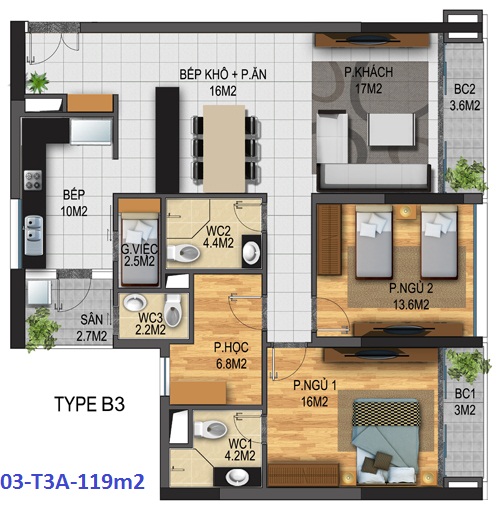 BẾP KHÔ + P.ĂN
16M2
P.KHÁCH
17M2
BC2
3.6M2
BẾP
10M2
G.VIỆC
2.5M2
WC2
4.4M2
P.NGỦ 2
13.6M2
SÂN
2.7M2
WC3
2.2M2
P.HỌC
6.8M2
P.NGỦ 1
16M2
BC1
3M2
TYPE B3
WC1
4.2M2
03-T3A-119m2